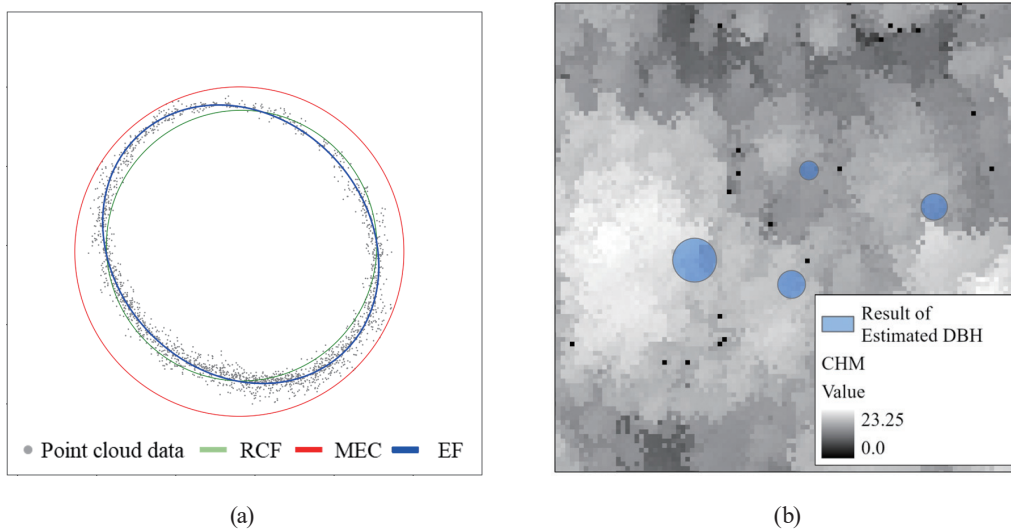 Point cloud data RCF MEC EF
Result of
Estimated DBH
CHM
Value
23.25
0.0
(a)
(b)